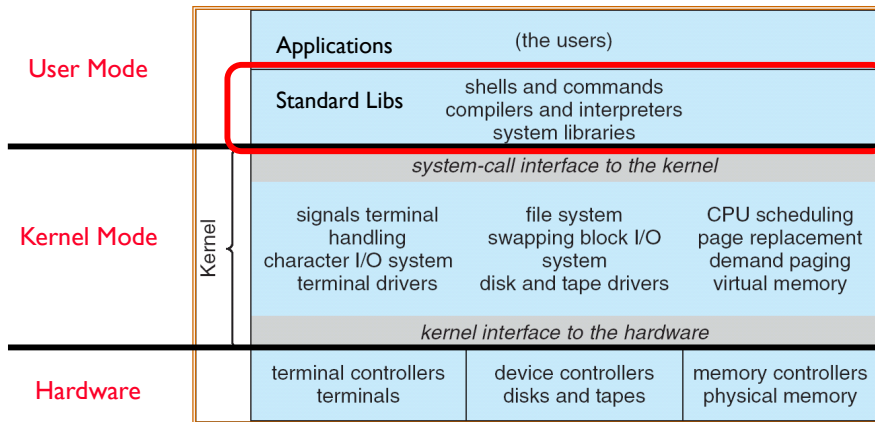 User Mode
Applications
(the users)
Standard Libs
shells and commands
compilers and interpreters
system libraries
Kernel Mode
Kernel
system-call interface to the kernel
signals terminal
handling
character I/O system
terminal drivers
file system
swapping block I/O
system
disk and tape drivers
CPU scheduling
page replacement
demand paging
virtual memory
kernel interface to the hardware
Hardware
terminal controllers
terminals
device controllers
disks and tapes
memory controllers
physical memory